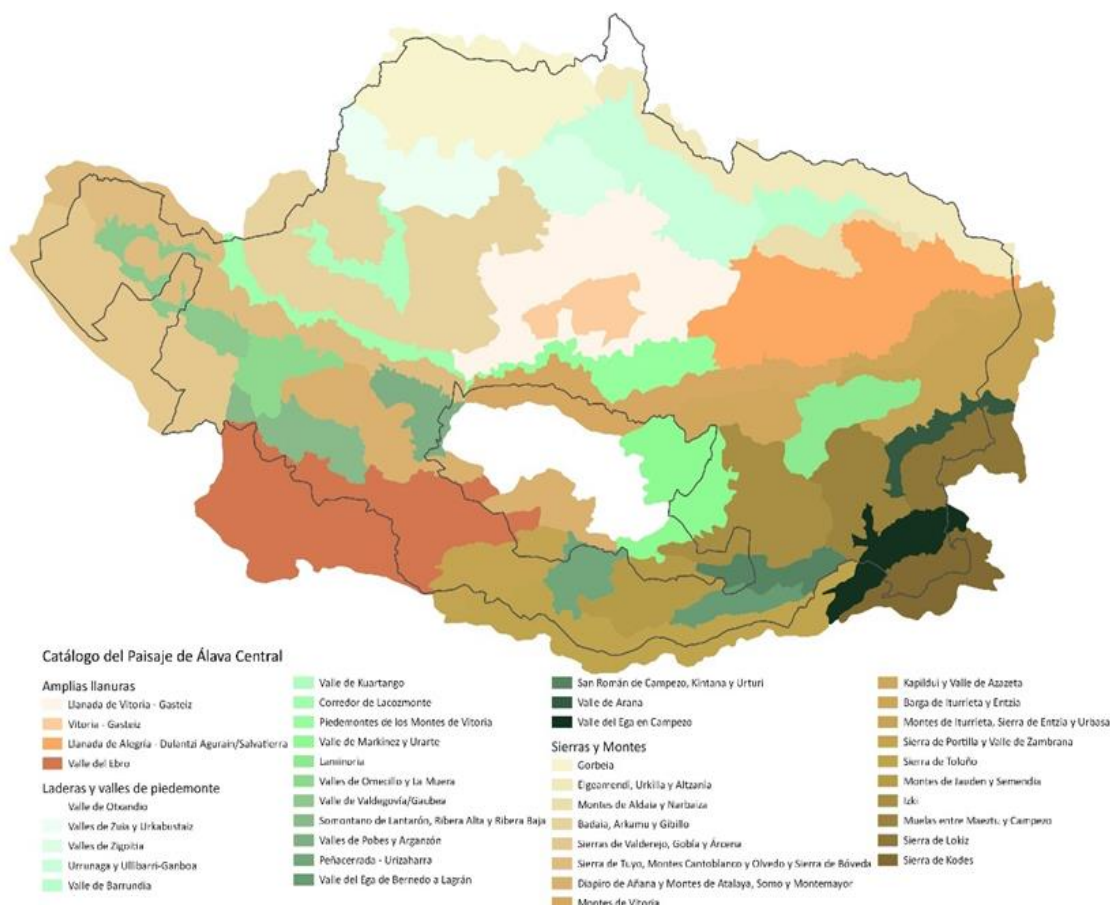 Catálogo del Paisaje de Álava Central
Amplias llanuras
Llanada de Vitoria - Gasteiz
Vitoria - Gasteiz
Llanada de Alegría - Dulantzi Agurain/Salvatierra
Valle del Ebro
Laderas y valles de piedemonte
Valle de Otxandio
Valles de Zuia y Urkabustaiz
Valles de Zigoitia
Urrunaga y Ullibarri-Ganboa
Valle de Barrundia
Valle de Kuartango
Corredor de Lacozmonte
Piedemontes de los Montes de Vitoria
Valle de Markinez y Urarte
Laminoria
Valles de Omecillo y La Muera
Valle de Valdegovía/Gaubea
Somontano de Lantarón, Ribera Alta y Ribera Baja
Valles de Pobes y Arganzón
Peñacerrada - Urizaharra
Valle del Ega de Bernedo a Lagrán
San Román de Campezo, Kintana y Urturi
Valle de Arana
Valle del Ega en Campezo
Sierras y Montes
Gorbeia
Elgeamendi, Urkilla y Altzania
Montes de Aldaia y Narbaiza
Badaia, Arkamu y Gibillo
Sierras de Valderejo, Gobía y Árcena
Sierra de Tuyo, Montes Cantoblanco y Olvedo y Sierra de Bóveda
Diapiro de Añana y Montes de Atalaya, Somo y Montemayor
Montes de Vitoria
Kapildui y Valle de Azazeta
Barga de Iturrieta y Entzia
Montes de Iturrieta, Sierra de Entzia y Urbasa
Sierra de Portilla y Valle de Zambrana
Sierra de Toloño
Montes de Jauden y Semendia
Izki
Muelas entre Maeztu y Campezo
Sierra de Lokiz
Sierra de Kodes